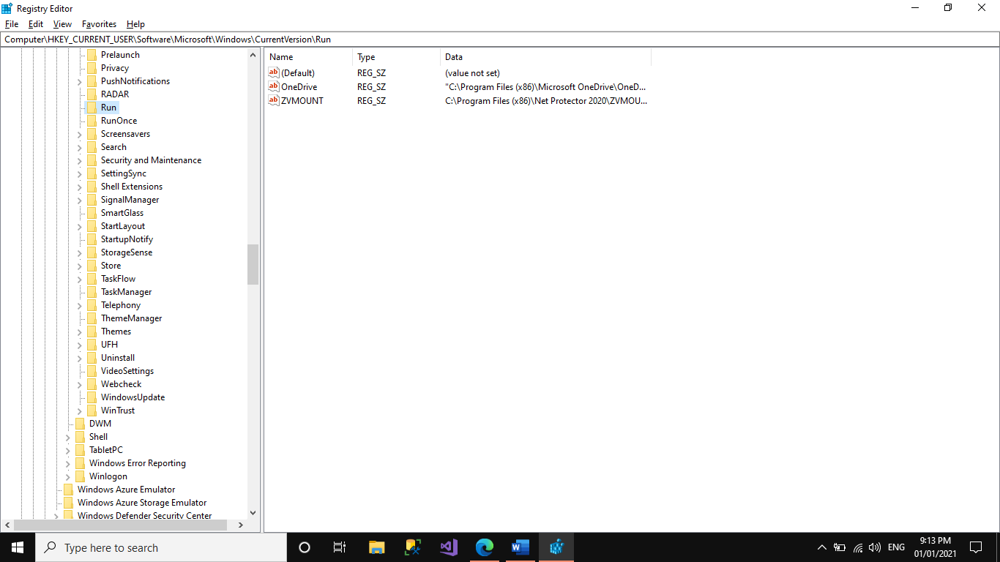 Registry Editor
File Edit View Favorites Help
Computer\HKEY_CURRENT_USER\Software\Microsoft\Windows\CurrentVersion\Run
Prelaunch
Privacy
PushNotifications
RADAR
Run
RunOnce
Screensavers
Search
Security and Maintenance
SettingSync
Shell Extensions
SignalManager
SmartGlass
StartLayout
StartupNotify
StorageSense
Store
TaskFlow
TaskManager
Telephony
ThemeManager
Themes
UFH
Uninstall
VideoSettings
Webcheck
WindowsUpdate
WinTrust
DWM
Shell
TabletPC
Windows Error Reporting
Winlogon
Windows Azure Emulator
Windows Azure Storage Emulator
Windows Defender Security Center
Name Type Data
ab (Default) REG_SZ (value not set)
ab OneDrive REG_SZ "C:\Program Files (x86)\Microsoft OneDrive\OneD...
ab ZVMOUNT REG_SZ C:\Program Files (x86)\Net Protector 2020\ZVMOU...
Type here to search
W
ENG
9:13 PM
01/01/2021